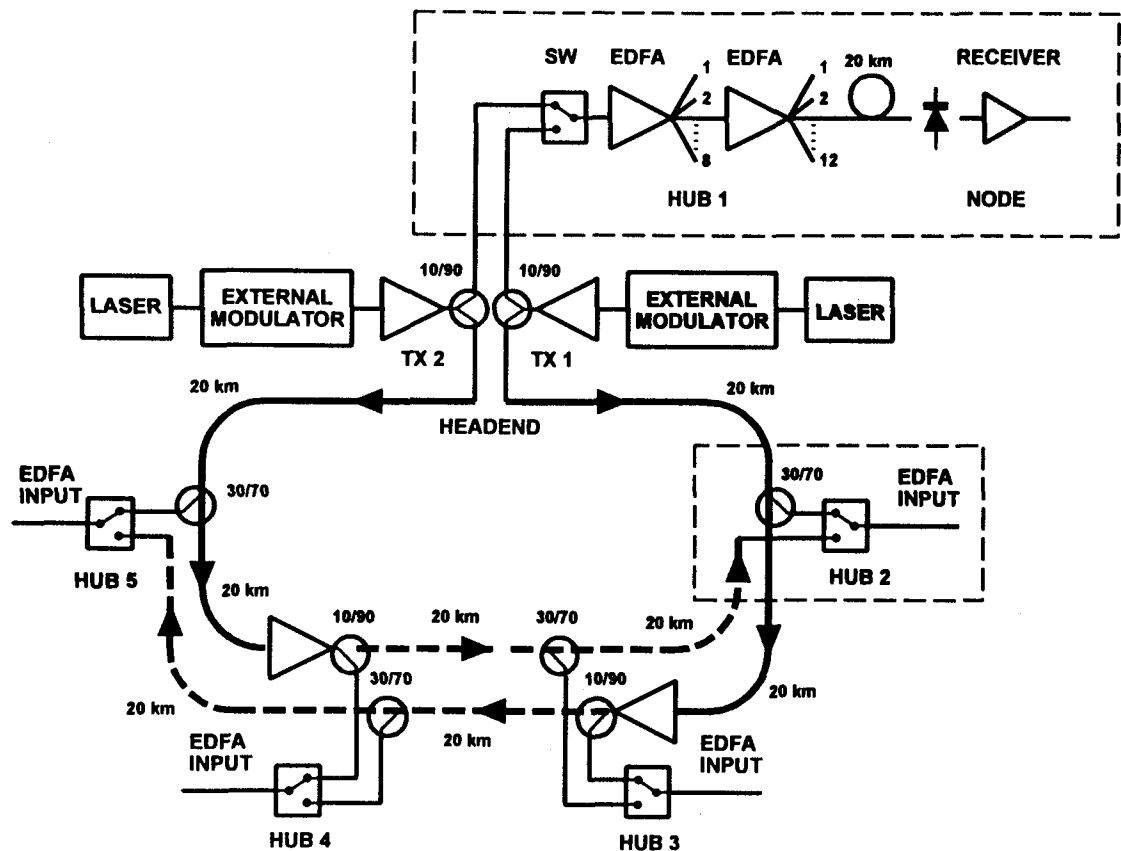 SW EDFA EDFA 20 km RECEIVER
1 1
2 2
8 12
HUB 1 NODE
10/90 10/90
LASER EXTERNAL MODULATOR EXTERNAL MODULATOR LASER
TX 2 TX 1
20 km 20 km
HEADEND
EDFA
INPUT
30/70
HUB 5
30/70
EDFA
INPUT
HUB 2
20 km
10/90
20 km
30/70
20 km
30/70
10/90
20 km
20 km
20 km
EDFA
INPUT
EDFA
INPUT
HUB 4
HUB 3